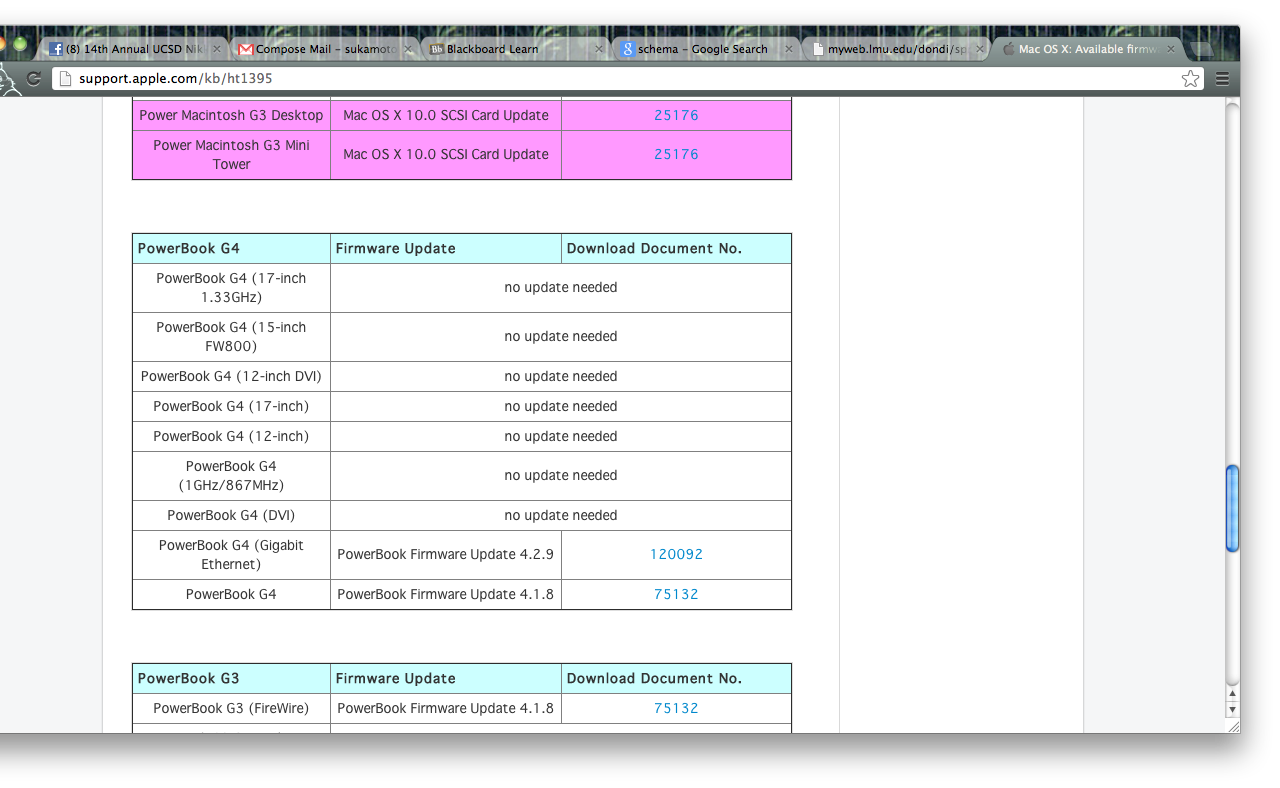 (8) 14th Annual UCSD Nik
Compose Mail – sukamoto
Bb Blackboard Learn
8 schema – Google Search
myweb.lmu.edu/dondi/sp
Mac OS X: Available firmw
support.apple.com/kb/ht1395
Power Macintosh G3 Desktop Mac OS X 10.0 SCSI Card Update 25176
Power Macintosh G3 Mini
Tower
Mac OS X 10.0 SCSI Card Update 25176
PowerBook G4 Firmware Update Download Document No.
PowerBook G4 (17-inch
1.33GHz)
no update needed
PowerBook G4 (15-inch
FW800)
no update needed
PowerBook G4 (12-inch DVI) no update needed
PowerBook G4 (17-inch) no update needed
PowerBook G4 (12-inch) no update needed
PowerBook G4
(1GHz/867MHz)
no update needed
PowerBook G4 (DVI) no update needed
PowerBook G4 (Gigabit
Ethernet)
PowerBook Firmware Update 4.2.9 120092
PowerBook G4 PowerBook Firmware Update 4.1.8 75132
PowerBook G3 Firmware Update Download Document No.
PowerBook G3 (FireWire) PowerBook Firmware Update 4.1.8 75132